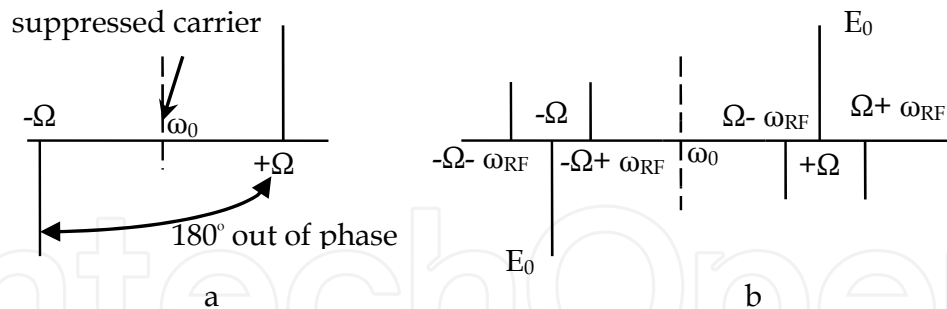 suppressed carrier
-Ω
ω0
+Ω
180° out of phase
a
E0
-Ω
Ω- ωRF
Ω+ ωRF
-Ω- ωRF
-Ω+ ωRF
ω0
+Ω
E0
b